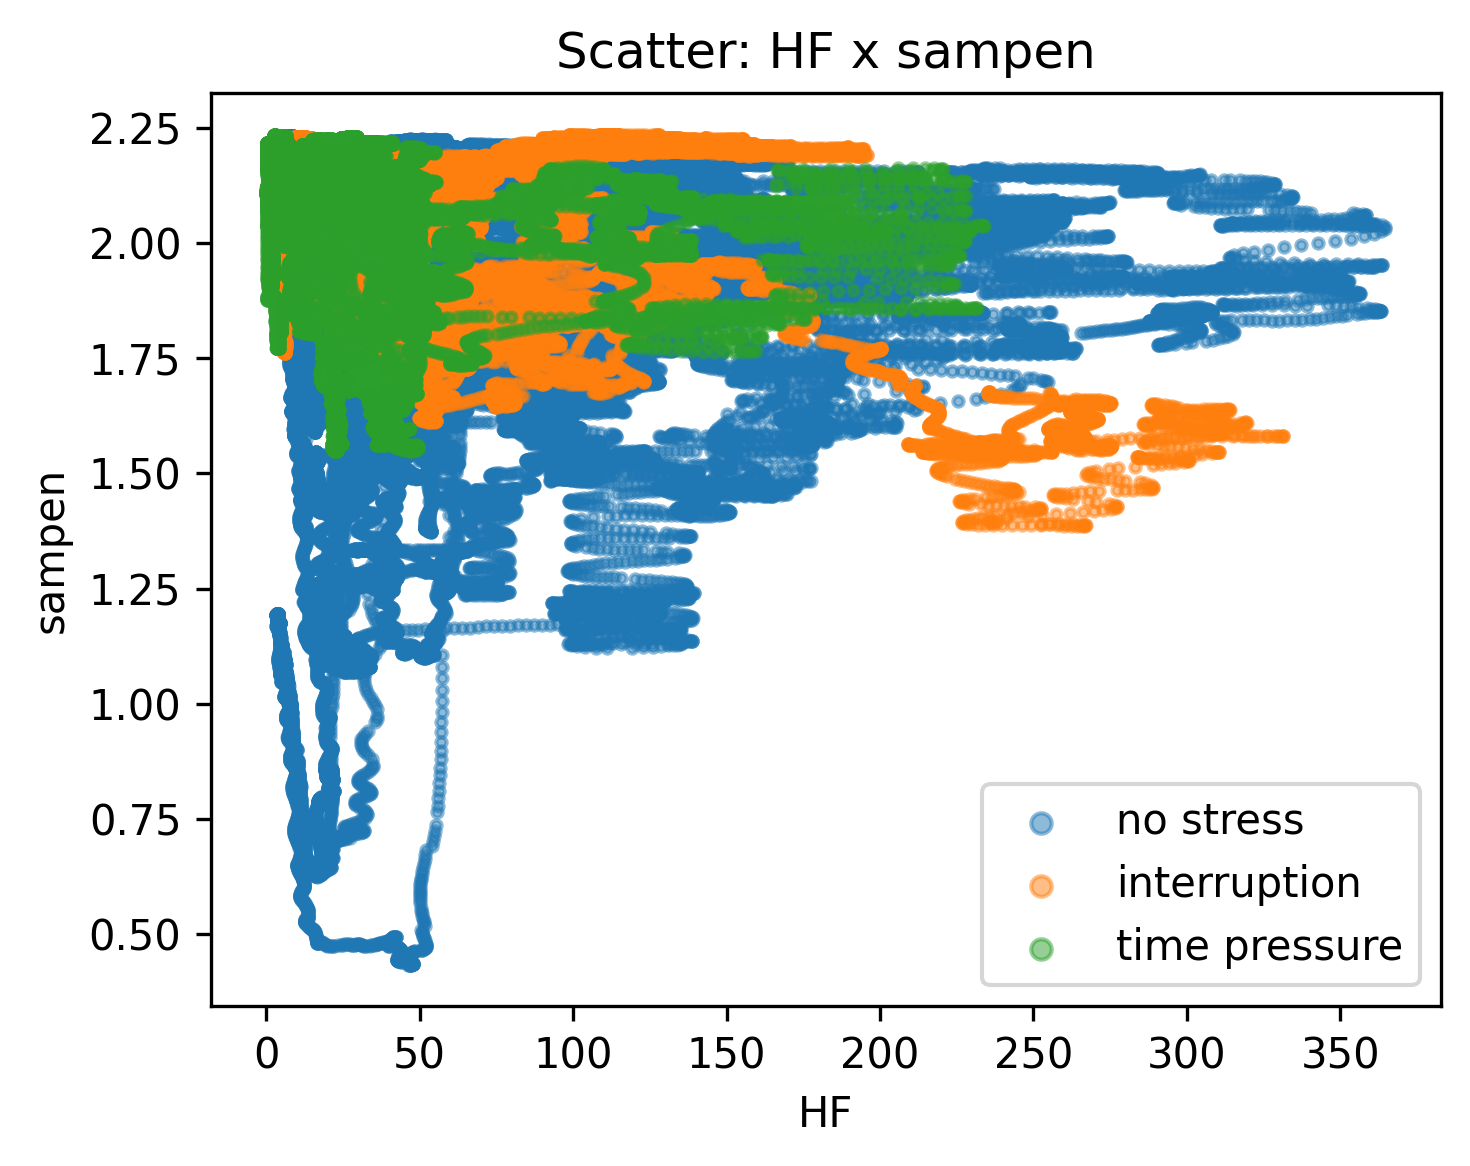 Scatter: HF x sampen
2.25
2.00
1.75
1.50
1.25
1.00
0.75
0.50
sampen
no stress
interruption
time pressure
0 50 100 150 200 250 300 350
HF